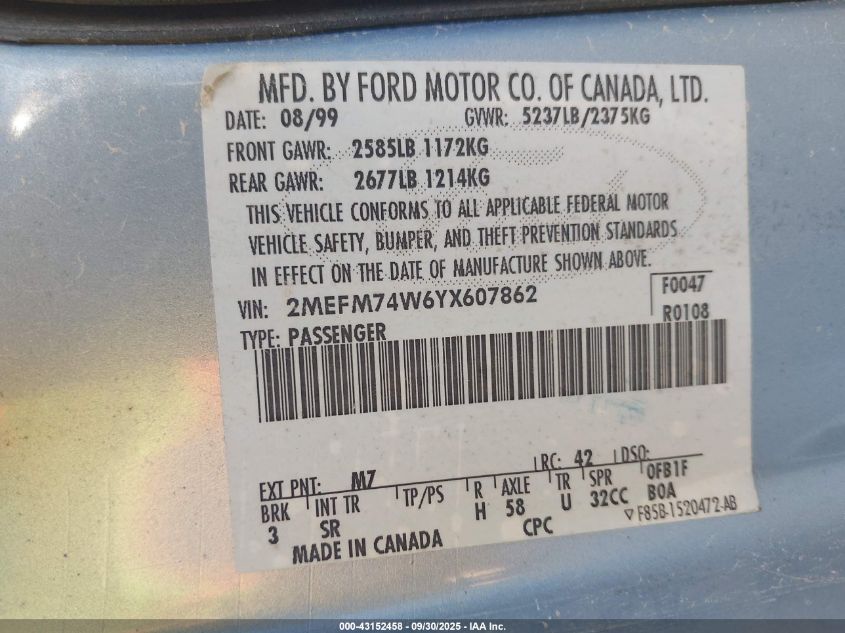 MFD. BY FORD MOTOR CO. OF CANADA, LTD.
DATE: 08/99 GVWR: 5237LB/2375KG
FRONT GAWR: 2585LB 1172KG
REAR GAWR: 2677LB 1214KG
THIS VEHICLE CONFORMS TO ALL APPLICABLE FEDERAL MOTOR
VEHICLE SAFETY, BUMPER, AND THEFT PREVENTION STANDARDS
IN EFFECT ON THE DATE OF MANUFACTURE SHOWN ABOVE.
VIN: 2MEFM74W6YX607862 F0047
TYPE: PASSENGER R0108
EXT PNT: M7 RC: 42 DSO:
BRK INT TR TP/PS R AXLE TR SPR OFB1F
3 SR H 58 U 32CC BOA
CPC ▽F85B-1520472-AB
MADE IN CANADA
000-43152458 - 09/30/2025 - IAA Inc.